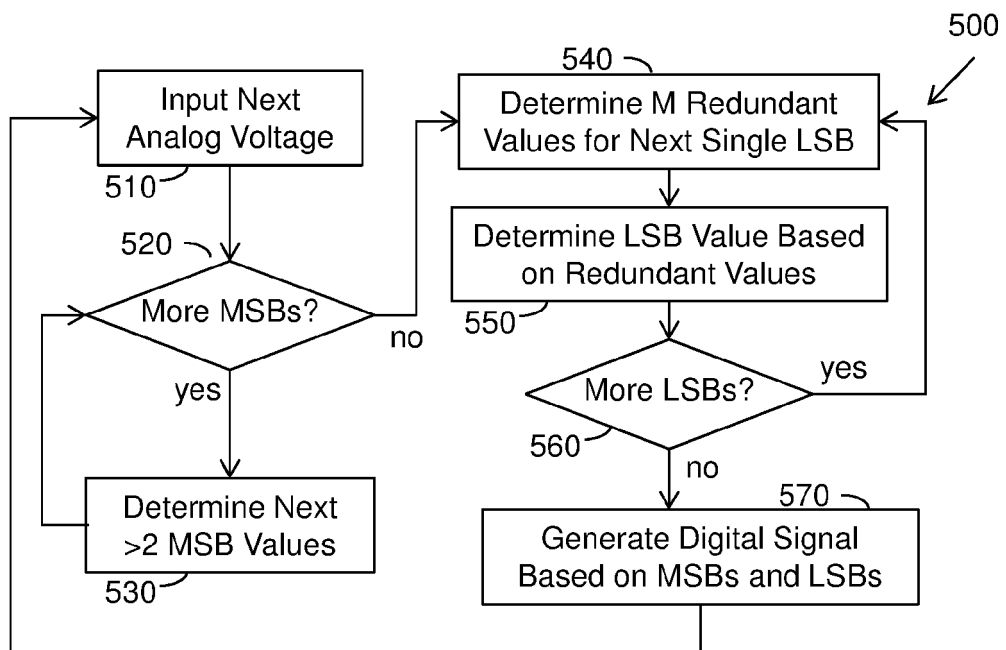 500
Input Next
Analog Voltage
510
520
More MSBs?
no
yes
Determine Next
>2 MSB Values
530
540
Determine M Redundant
Values for Next Single LSB
Determine LSB Value Based
on Redundant Values
550
More LSBs?
yes
560
no
570
Generate Digital Signal
Based on MSBs and LSBs